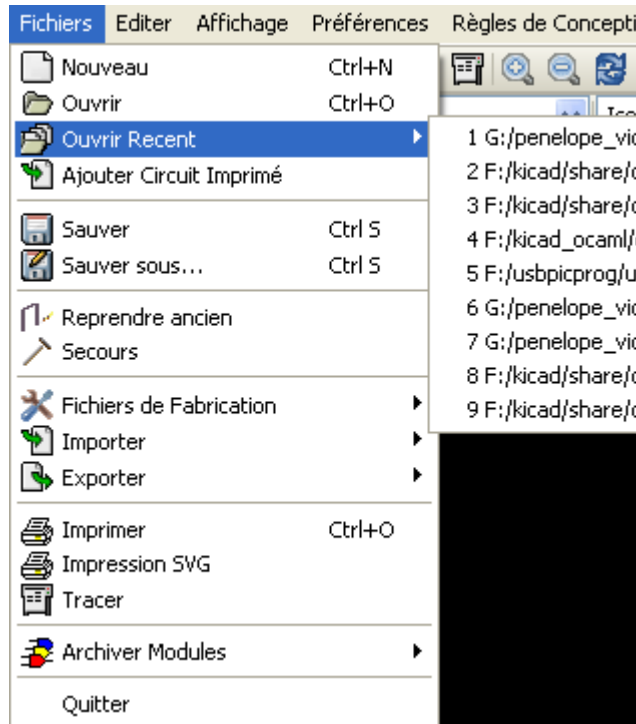 Fichiers Editer Affichage Préférences Règles de Concepti
Nouveau Ctrl+N
Ouvrir Ctrl+O
Ouvrir Recent
Ajouter Circuit Imprimé
Sauver Ctrl S
Sauver sous... Ctrl S
Reprendre ancien
Secours
Fichiers de Fabrication
Importer
Exporter
Imprimer Ctrl+O
Impression SVG
Tracer
Archiver Modules
Quitter
1 G:/penelope_vic
2 F:/kicad/share/
3 F:/kicad/share/
4 F:/kicad_ocaml/
5 F:/usbpicprog/u
6 G:/penelope_vic
7 G:/penelope_vic
8 F:/kicad/share/
9 F:/kicad/share/